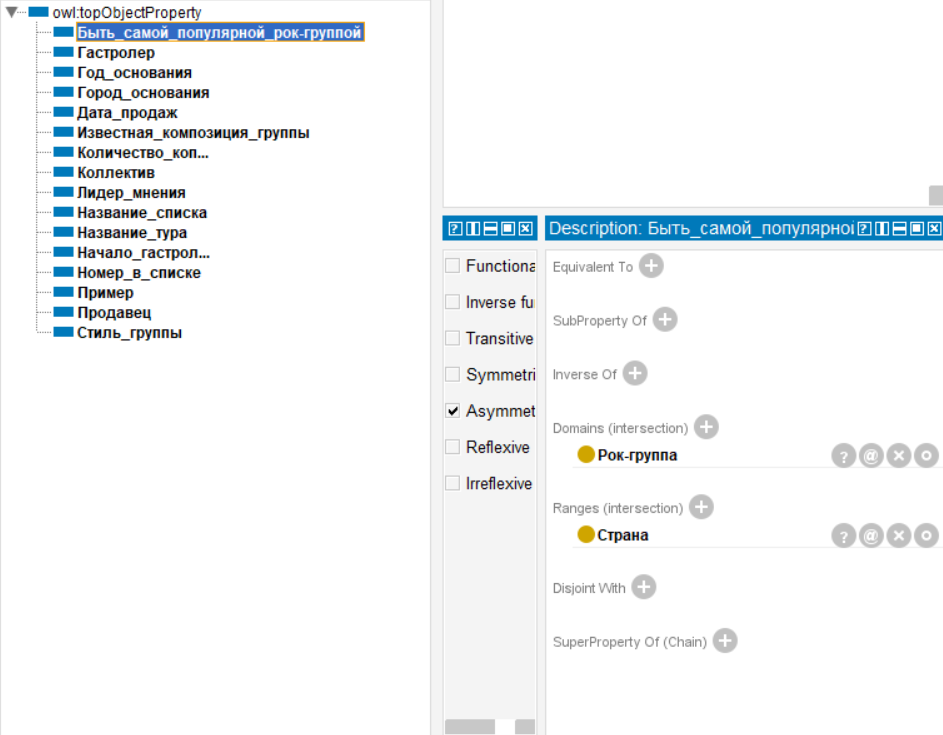 owl:topObjectProperty
Быть_самой_популярной_рок-группой
Гастролер
Год_основания
Город_основания
Дата_продаж
Известная_композиция_группы
Количество_коп...
Коллектив
Лидер_мнения
Название_списка
Название_тура
Начало_гастрол...
Номер_в_списке
Пример
Продавец
Стиль_группы
Functiona
Inverse fu
Transitive
Symmetri
Asymmet
Reflexive
Irreflexive
Description: Быть_самой_популярной
Equivalent To
SubProperty Of
Inverse Of
Domains (intersection)
Рок-группа
Ranges (intersection)
Страна
Disjoint With
SuperProperty Of (Chain)